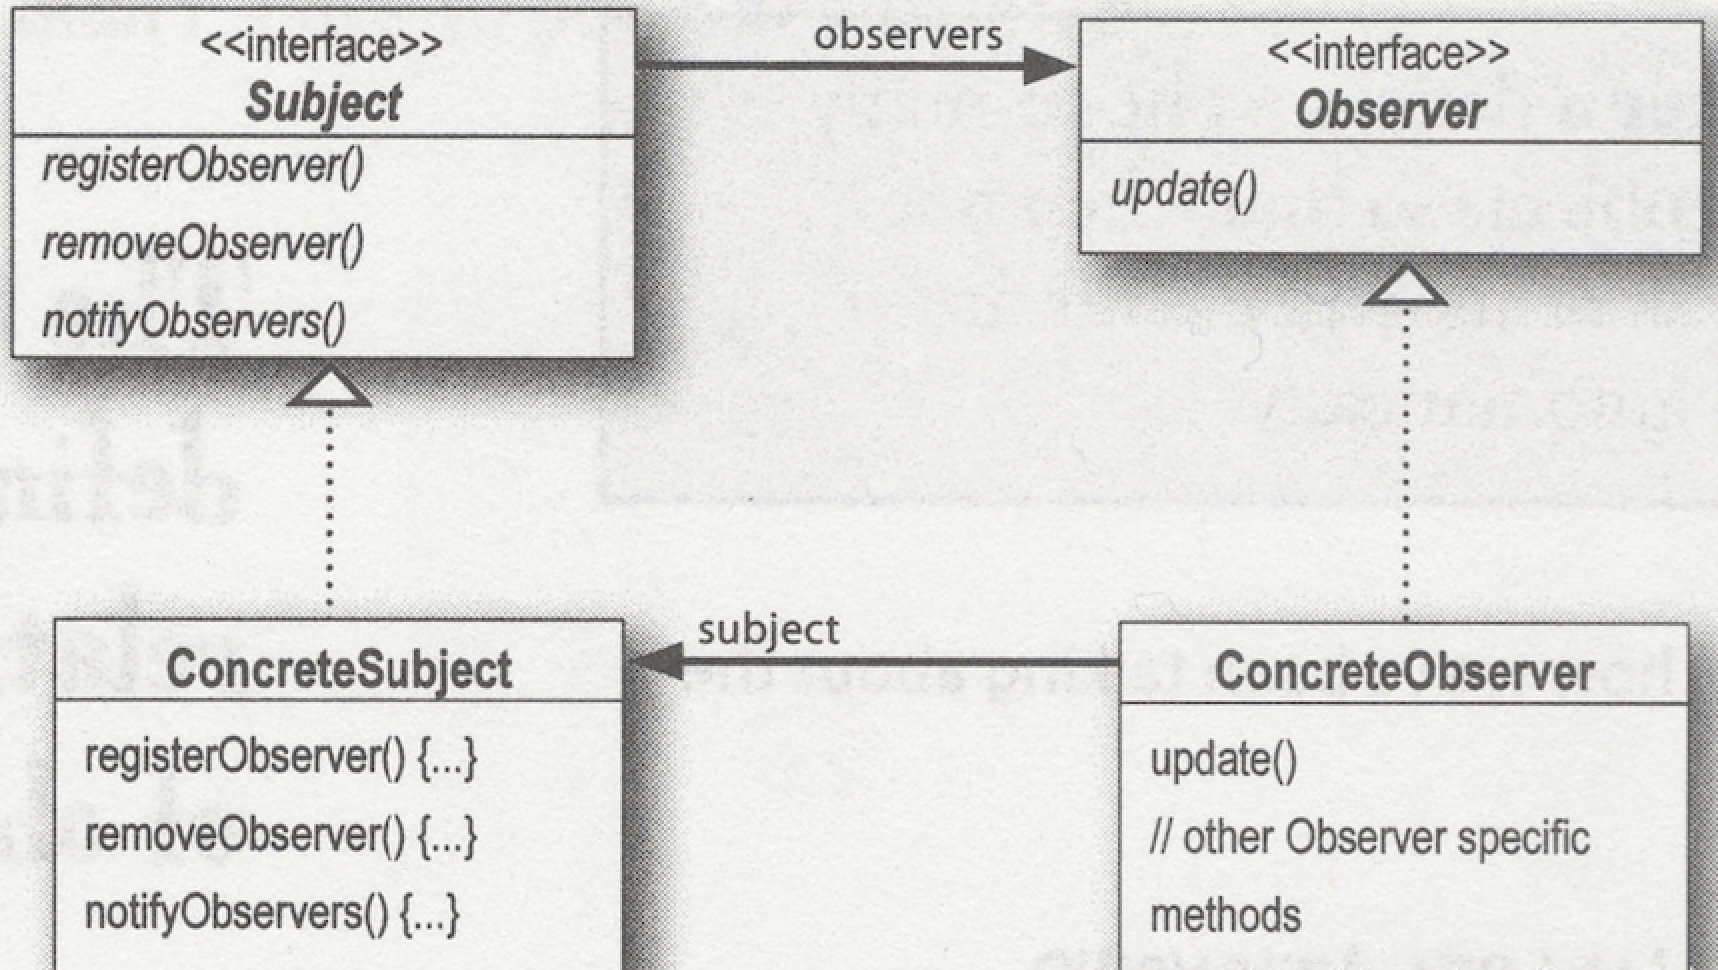 <<interface>>
Subject
registerObserver()
removeObserver()
notifyObservers()
observers
<<interface>>
Observer
update()
ConcreteSubject
registerObserver() {...}
removeObserver() {...}
notifyObservers() {...}
subject
ConcreteObserver
update()
// other Observer specific
methods